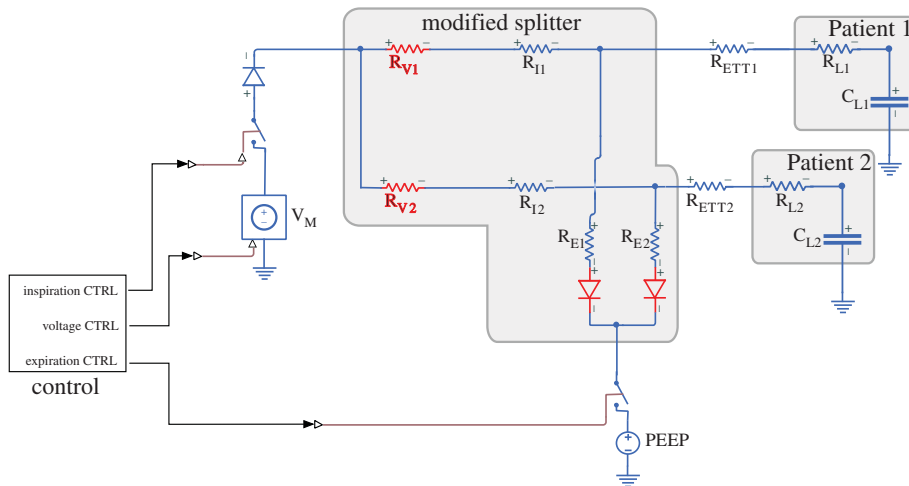 modified splitter
Patient 1
R_V1
R_I1
R_ETT1
R_L1
C_L1
Patient 2
R_V2
R_I2
R_ETT2
R_L2
C_L2
V_M
R_E1
R_E2
inspiration CTRL
voltage CTRL
expiration CTRL
control
PEEP